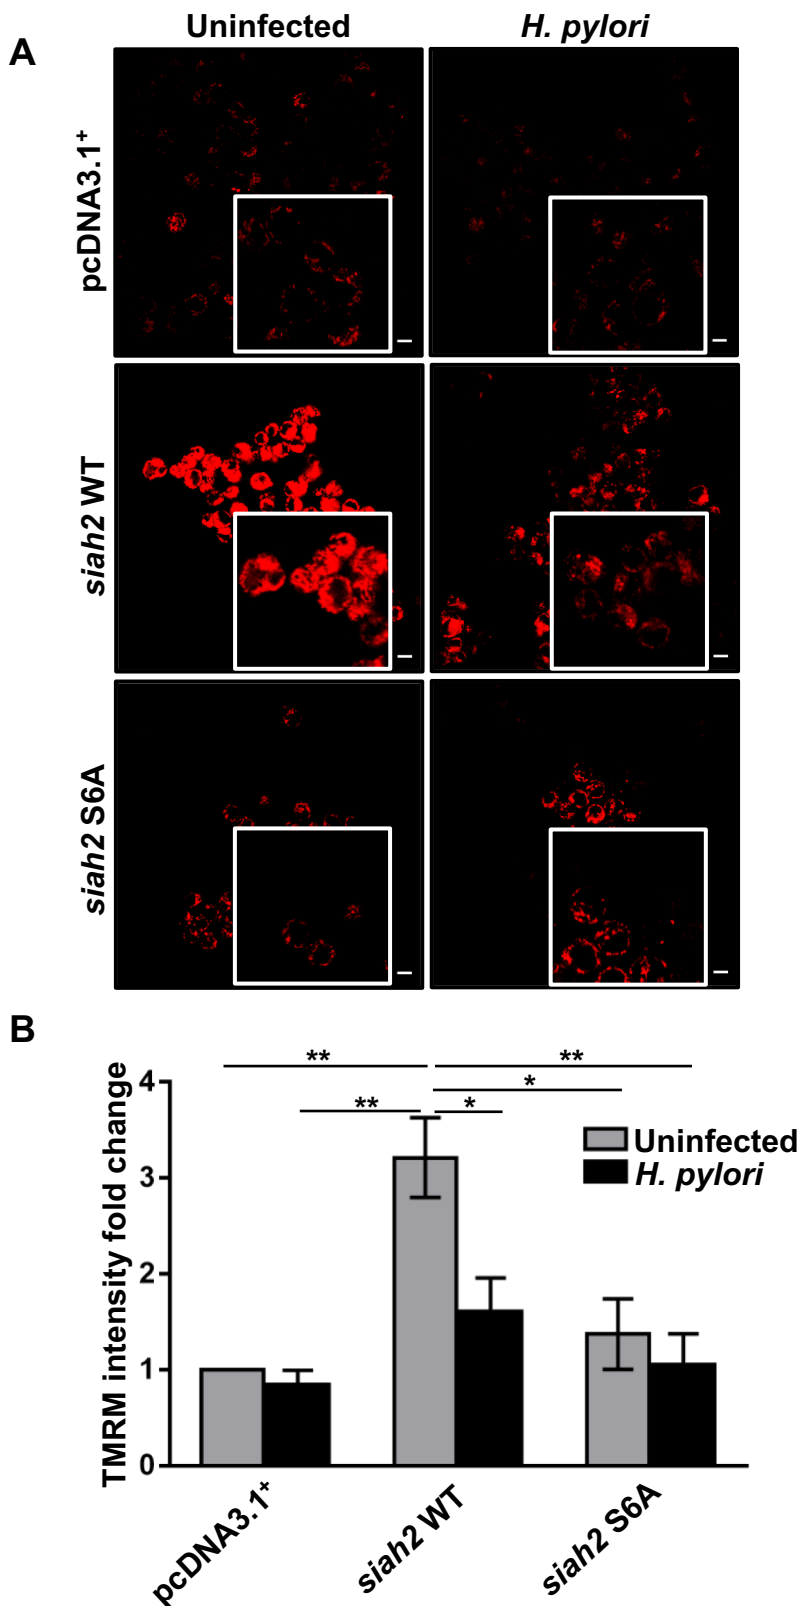 A
Uninfected H. pylori
pcDNA3.1+
siah2 WT
siah2 S6A
B
** **
*
** *
TMRM intensity fold change
4
3
2
1
0
Uninfected
H. pylori
pcDNA3.1+ siah2 WT siah2 S6A